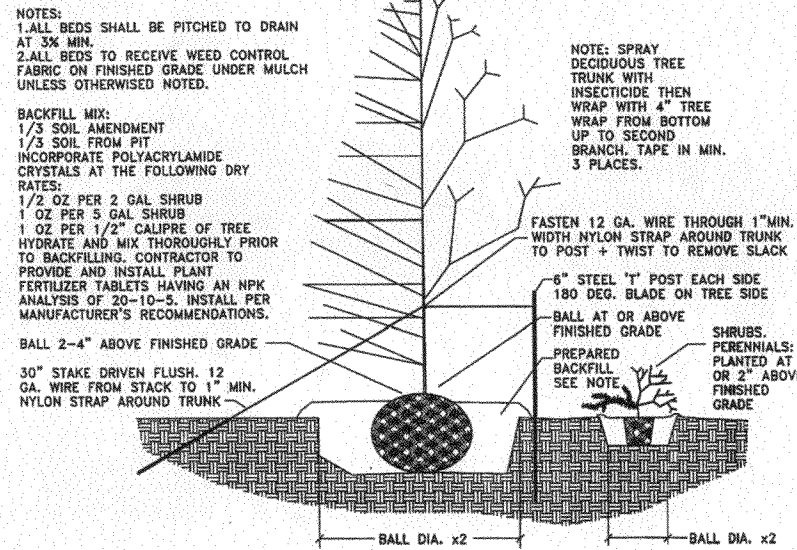 NOTES:
1.ALL BEDS SHALL BE PITCHED TO DRAIN
AT 3% MIN.
2.ALL BEDS TO RECEIVE WEED CONTROL
FABRIC ON FINISHED GRADE UNDER MULCH
UNLESS OTHERWISED NOTED.
BACKFILL MIX:
1/3 SOIL AMENDMENT
1/3 SOIL FROM PIT
INCORPORATE POLYACRYLAMIDE
CRYSTALS AT THE FOLLOWING DRY
RATES:
1/2 OZ PER 2 GAL SHRUB
1 OZ PER 5 GAL SHRUB
1 OZ PER 1/2" CALIPRE OF TREE
HYDRATE AND MIX THOROUGHLY PRIOR
TO BACKFILLING. CONTRACTOR TO
PROVIDE AND INSTALL PLANT
FERTILIZER TABLETS HAVING AN NPK
ANALYSIS OF 20-10-5. INSTALL PER
MANUFACTURER'S RECOMMENDATIONS.
BALL 2-4" ABOVE FINISHED GRADE
30" STAKE DRIVEN FLUSH. 12
GA. WIRE FROM STACK TO 1" MIN.
NYLON STRAP AROUND TRUNK
NOTE: SPRAY
DECIDUOUS TREE
TRUNK WITH
INSECTICIDE THEN
WRAP WITH 4" TREE
WRAP FROM BOTTOM
UP TO SECOND
BRANCH. TAPE IN MIN.
3 PLACES.
FASTEN 12 GA. WIRE THROUGH 1"MIN.
WIDTH NYLON STRAP AROUND TRUNK
TO POST + TWIST TO REMOVE SLACK
6" STEEL 'T' POST EACH SIDE
180 DEG. BLADE ON TREE SIDE
BALL AT OR ABOVE
FINISHED GRADE
PREPARED
BACKFILL
SEE NOTE
SHRUBS.
PERENNIALS:
PLANTED AT
OR 2" ABOVE
FINISHED
GRADE
BALL DIA. x2
BALL DIA. x2